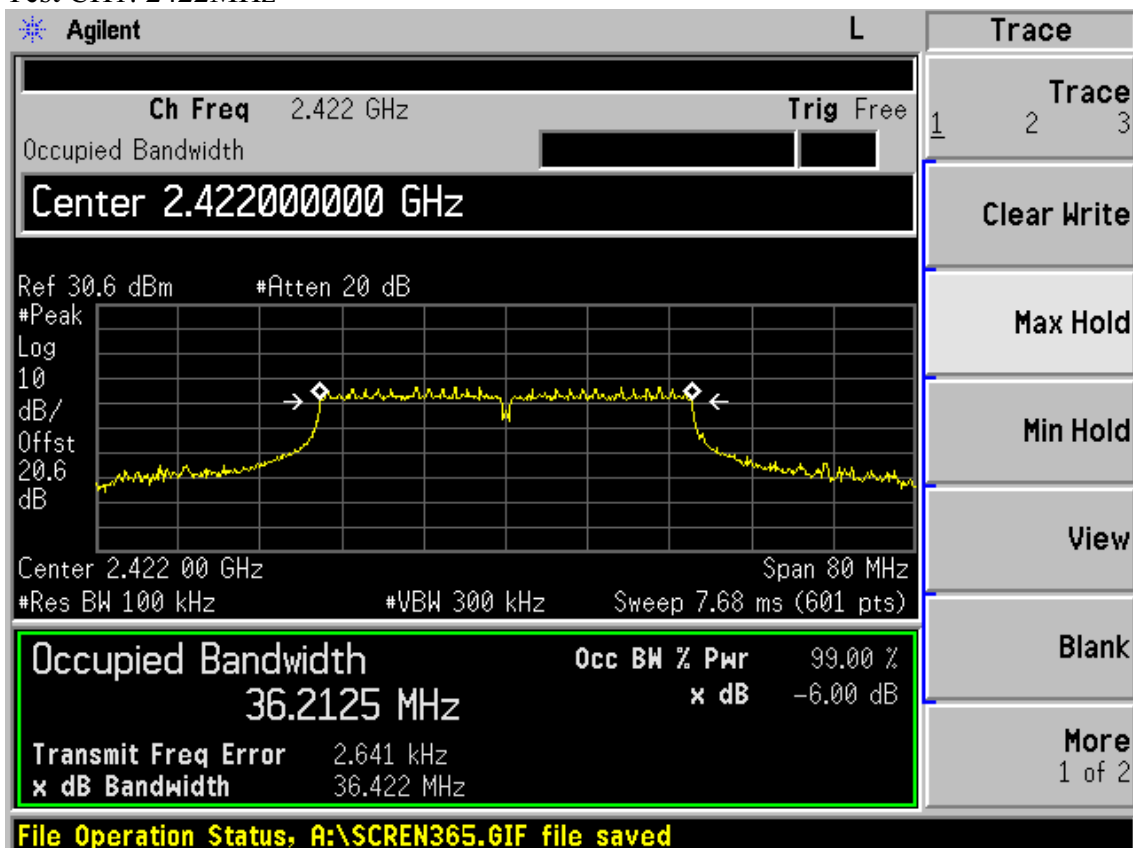 Agilent L
Ch Freq 2.422 GHz Trig Free
Occupied Bandwidth
Center 2.422000000 GHz
Ref 30.6 dBm #Atten 20 dB
#Peak
Log
10
dB/
Offst
20.6
dB
Center 2.422 00 GHz Span 80 MHz
#Res BW 100 kHz #VBW 300 kHz Sweep 7.68 ms (601 pts)
Occupied Bandwidth Occ BW % Pwr 99.00 %
36.2125 MHz x dB -6.00 dB
Transmit Freq Error 2.641 kHz
x dB Bandwidth 36.422 MHz
File Operation Status, A:\SCREN365.GIF file saved
Trace
Trace
1 2 3
Clear Write
Max Hold
Min Hold
View
Blank
More
1 of 2